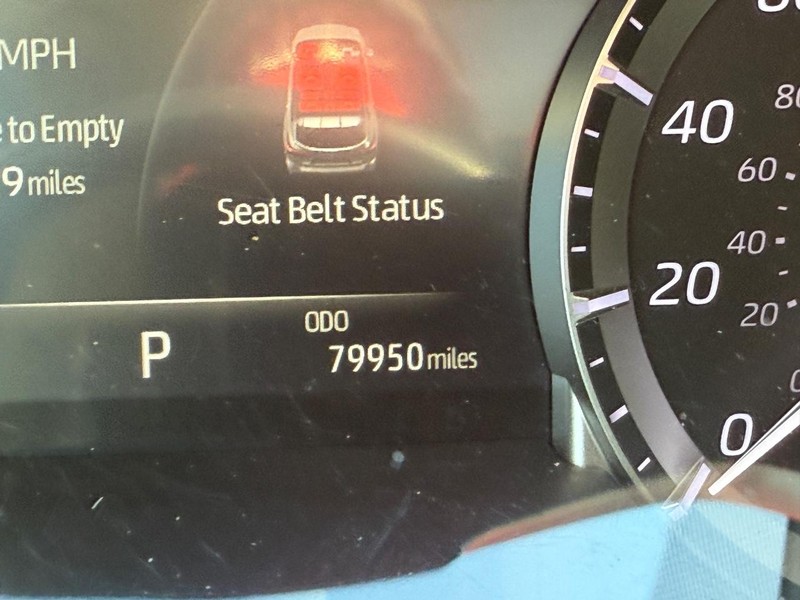 MPH
to Empty
9 miles
Seat Belt Status
ODO
P
79950 miles
40
80
60
40
20
20
0